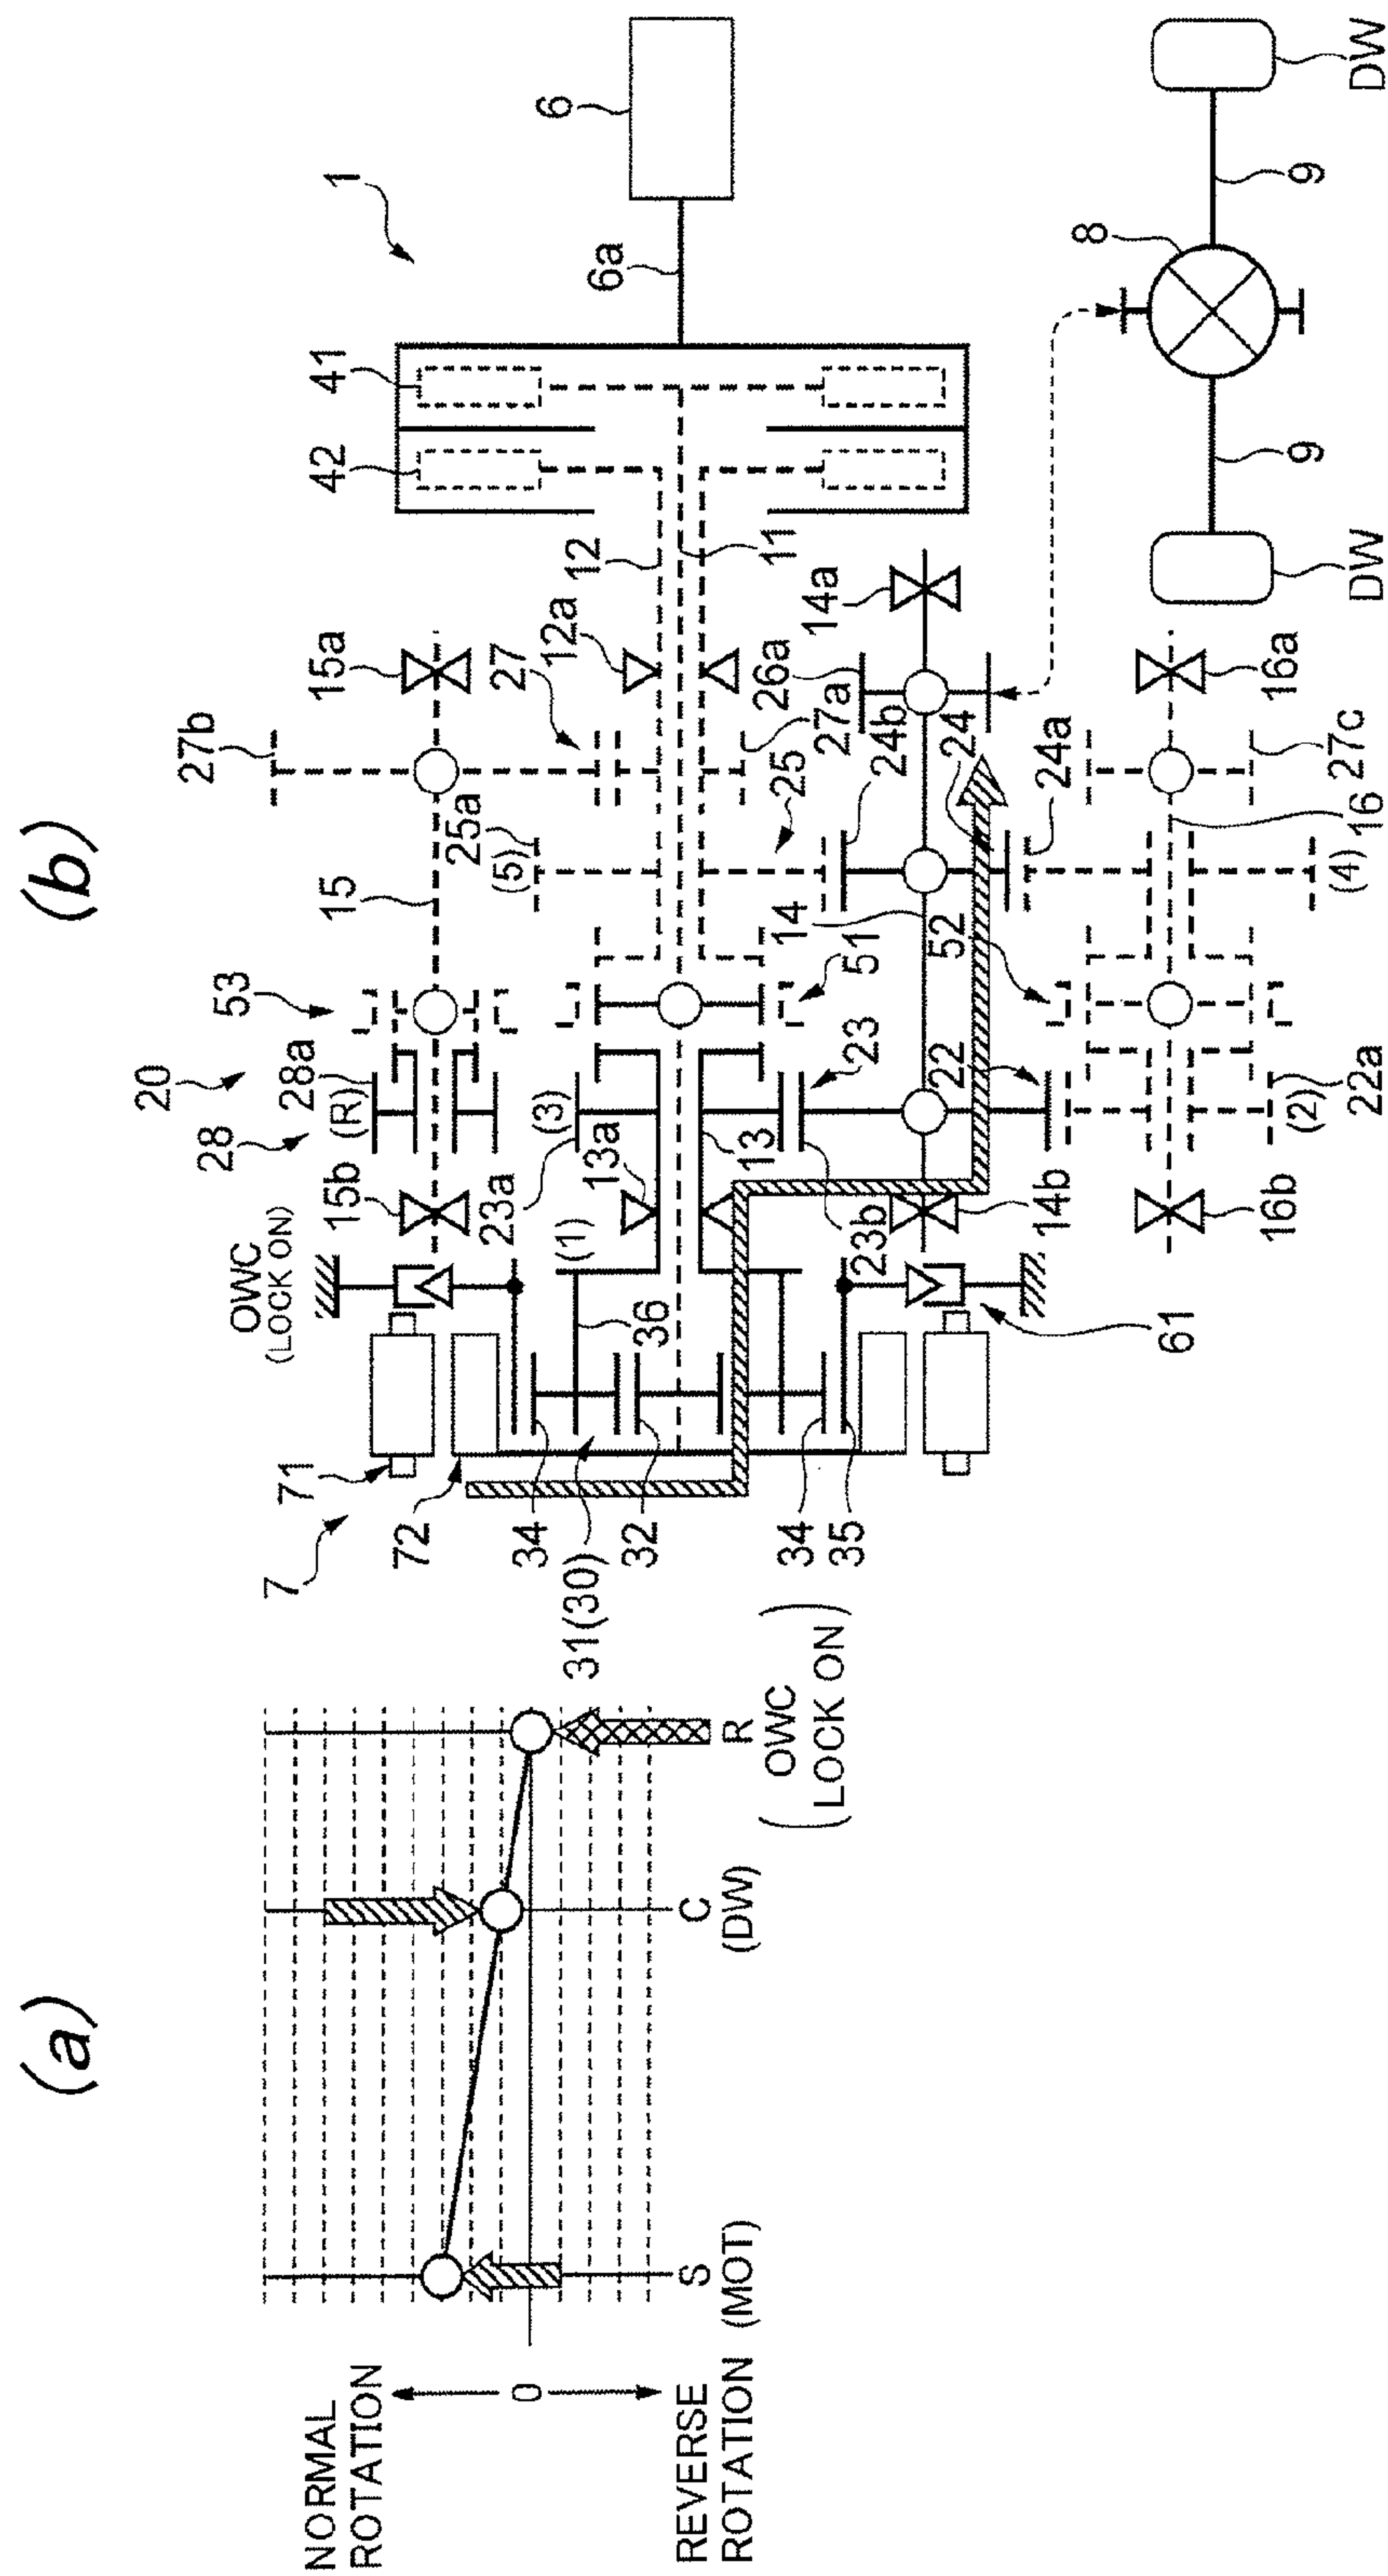 (a)
NORMAL
ROTATION
0
REVERSE
ROTATION
S
(MOT)
C
(DW)
R
OWC
LOCK ON
(b)
1
6
6a
41
42
12
11
12a
15a
27
27b
27a
26a
14a
15
25a
(5)
25
24b
24
24a
14
53
51
52
20
28
28a
(R)
(3)
23
22
22a
(2)
(4)
27c
16
16a
16b
15b
23a
13a
13
23b
14b
OWC
(LOCK ON)
(1)
36
61
7
71
72
34
31(30)
32
34
35
8
9
9
DW
DW